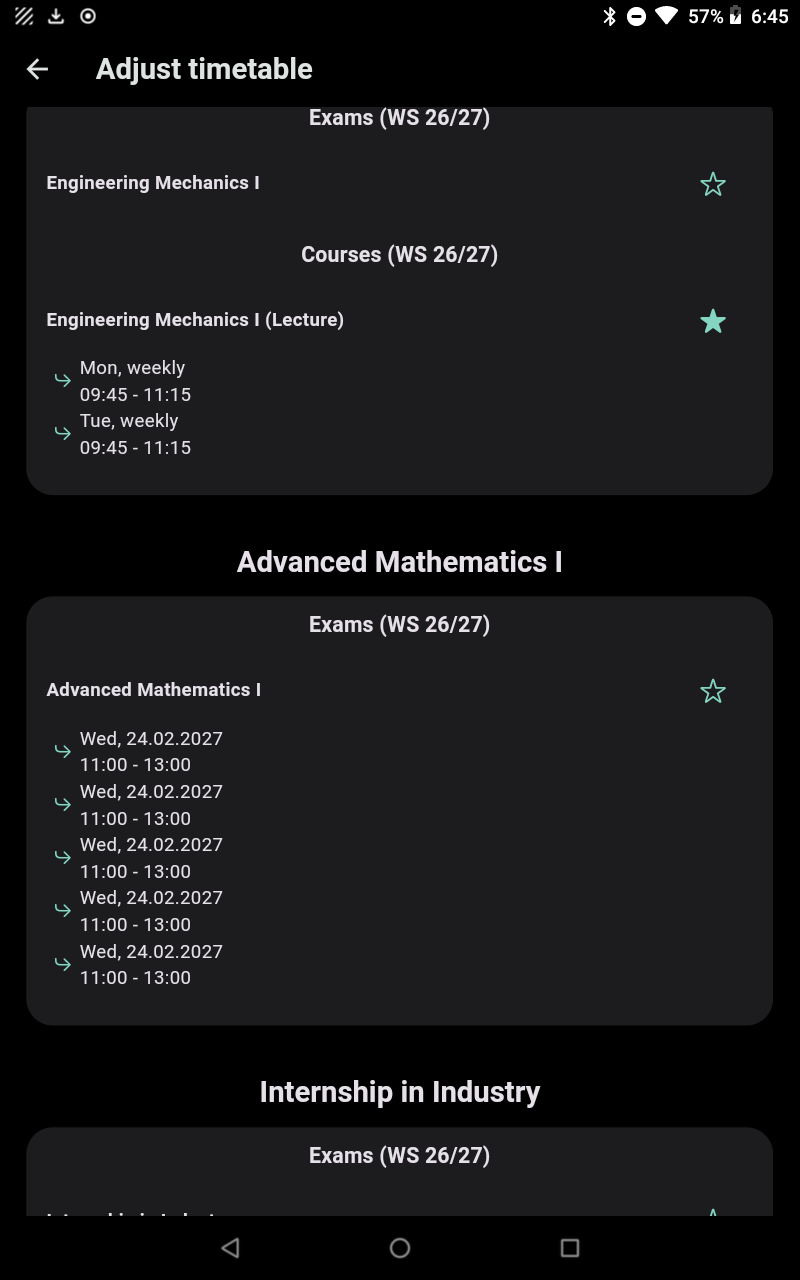 57% 6:45
Adjust timetable
Exams (WS 26/27)
Engineering Mechanics I
Courses (WS 26/27)
Engineering Mechanics I (Lecture)
Mon, weekly
09:45 - 11:15
Tue, weekly
09:45 - 11:15
Advanced Mathematics I
Exams (WS 26/27)
Advanced Mathematics I
Wed, 24.02.2027
11:00 - 13:00
Wed, 24.02.2027
11:00 - 13:00
Wed, 24.02.2027
11:00 - 13:00
Wed, 24.02.2027
11:00 - 13:00
Wed, 24.02.2027
11:00 - 13:00
Internship in Industry
Exams (WS 26/27)